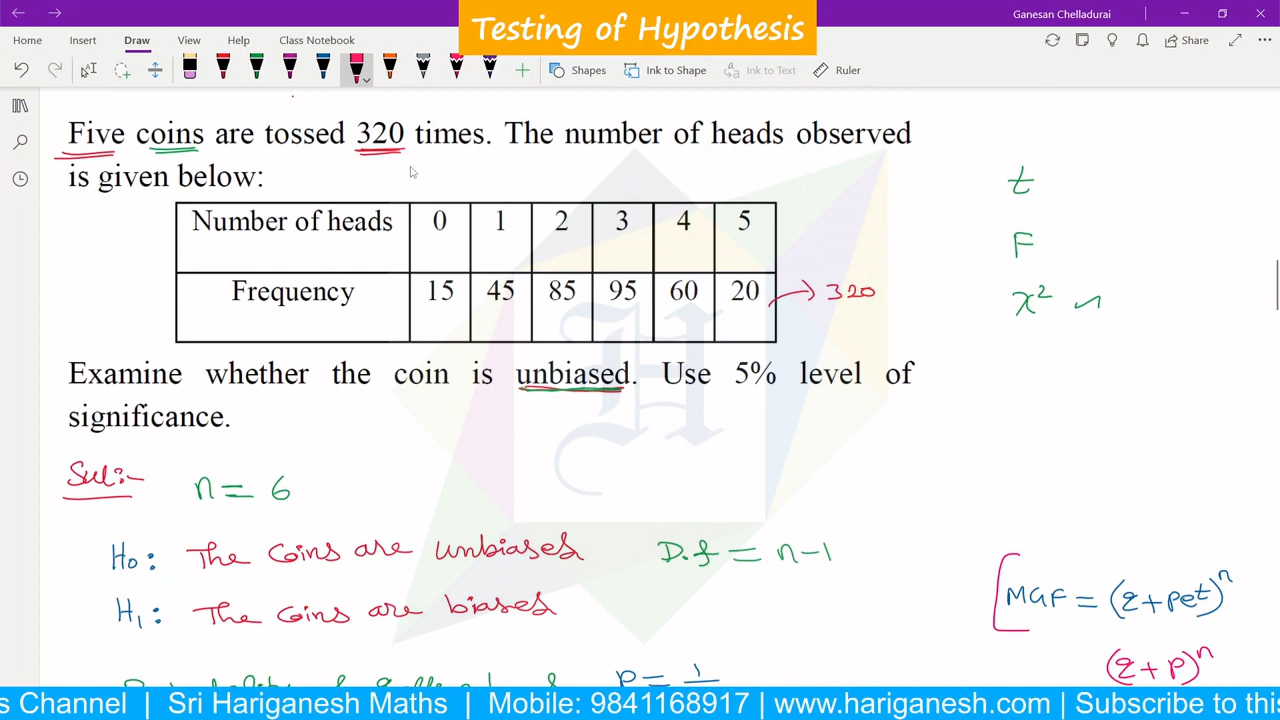 Testing of Hypothesis
Ganesan Chelladurai
Home Insert Draw View Help Class Notebook
Share
Shapes Ink to Shape Ink to Text Ruler
Five coins are tossed 320 times. The number of heads observed
is given below:
Number of heads 0 1 2 3 4 5
Frequency 15 45 85 95 60 20
320
t
F
χ²
Examine whether the coin is unbiased. Use 5% level of
significance.
Sol:-
n = 6
H₀: The coins are unbiased
D.f = n-1
H₁: The coins are biased
MGF = (q+pet)ⁿ
(q+p)ⁿ
P = 1
s Channel | Sri Hariganesh Maths | Mobile: 9841168917 | www.hariganesh.com | Subscribe to this